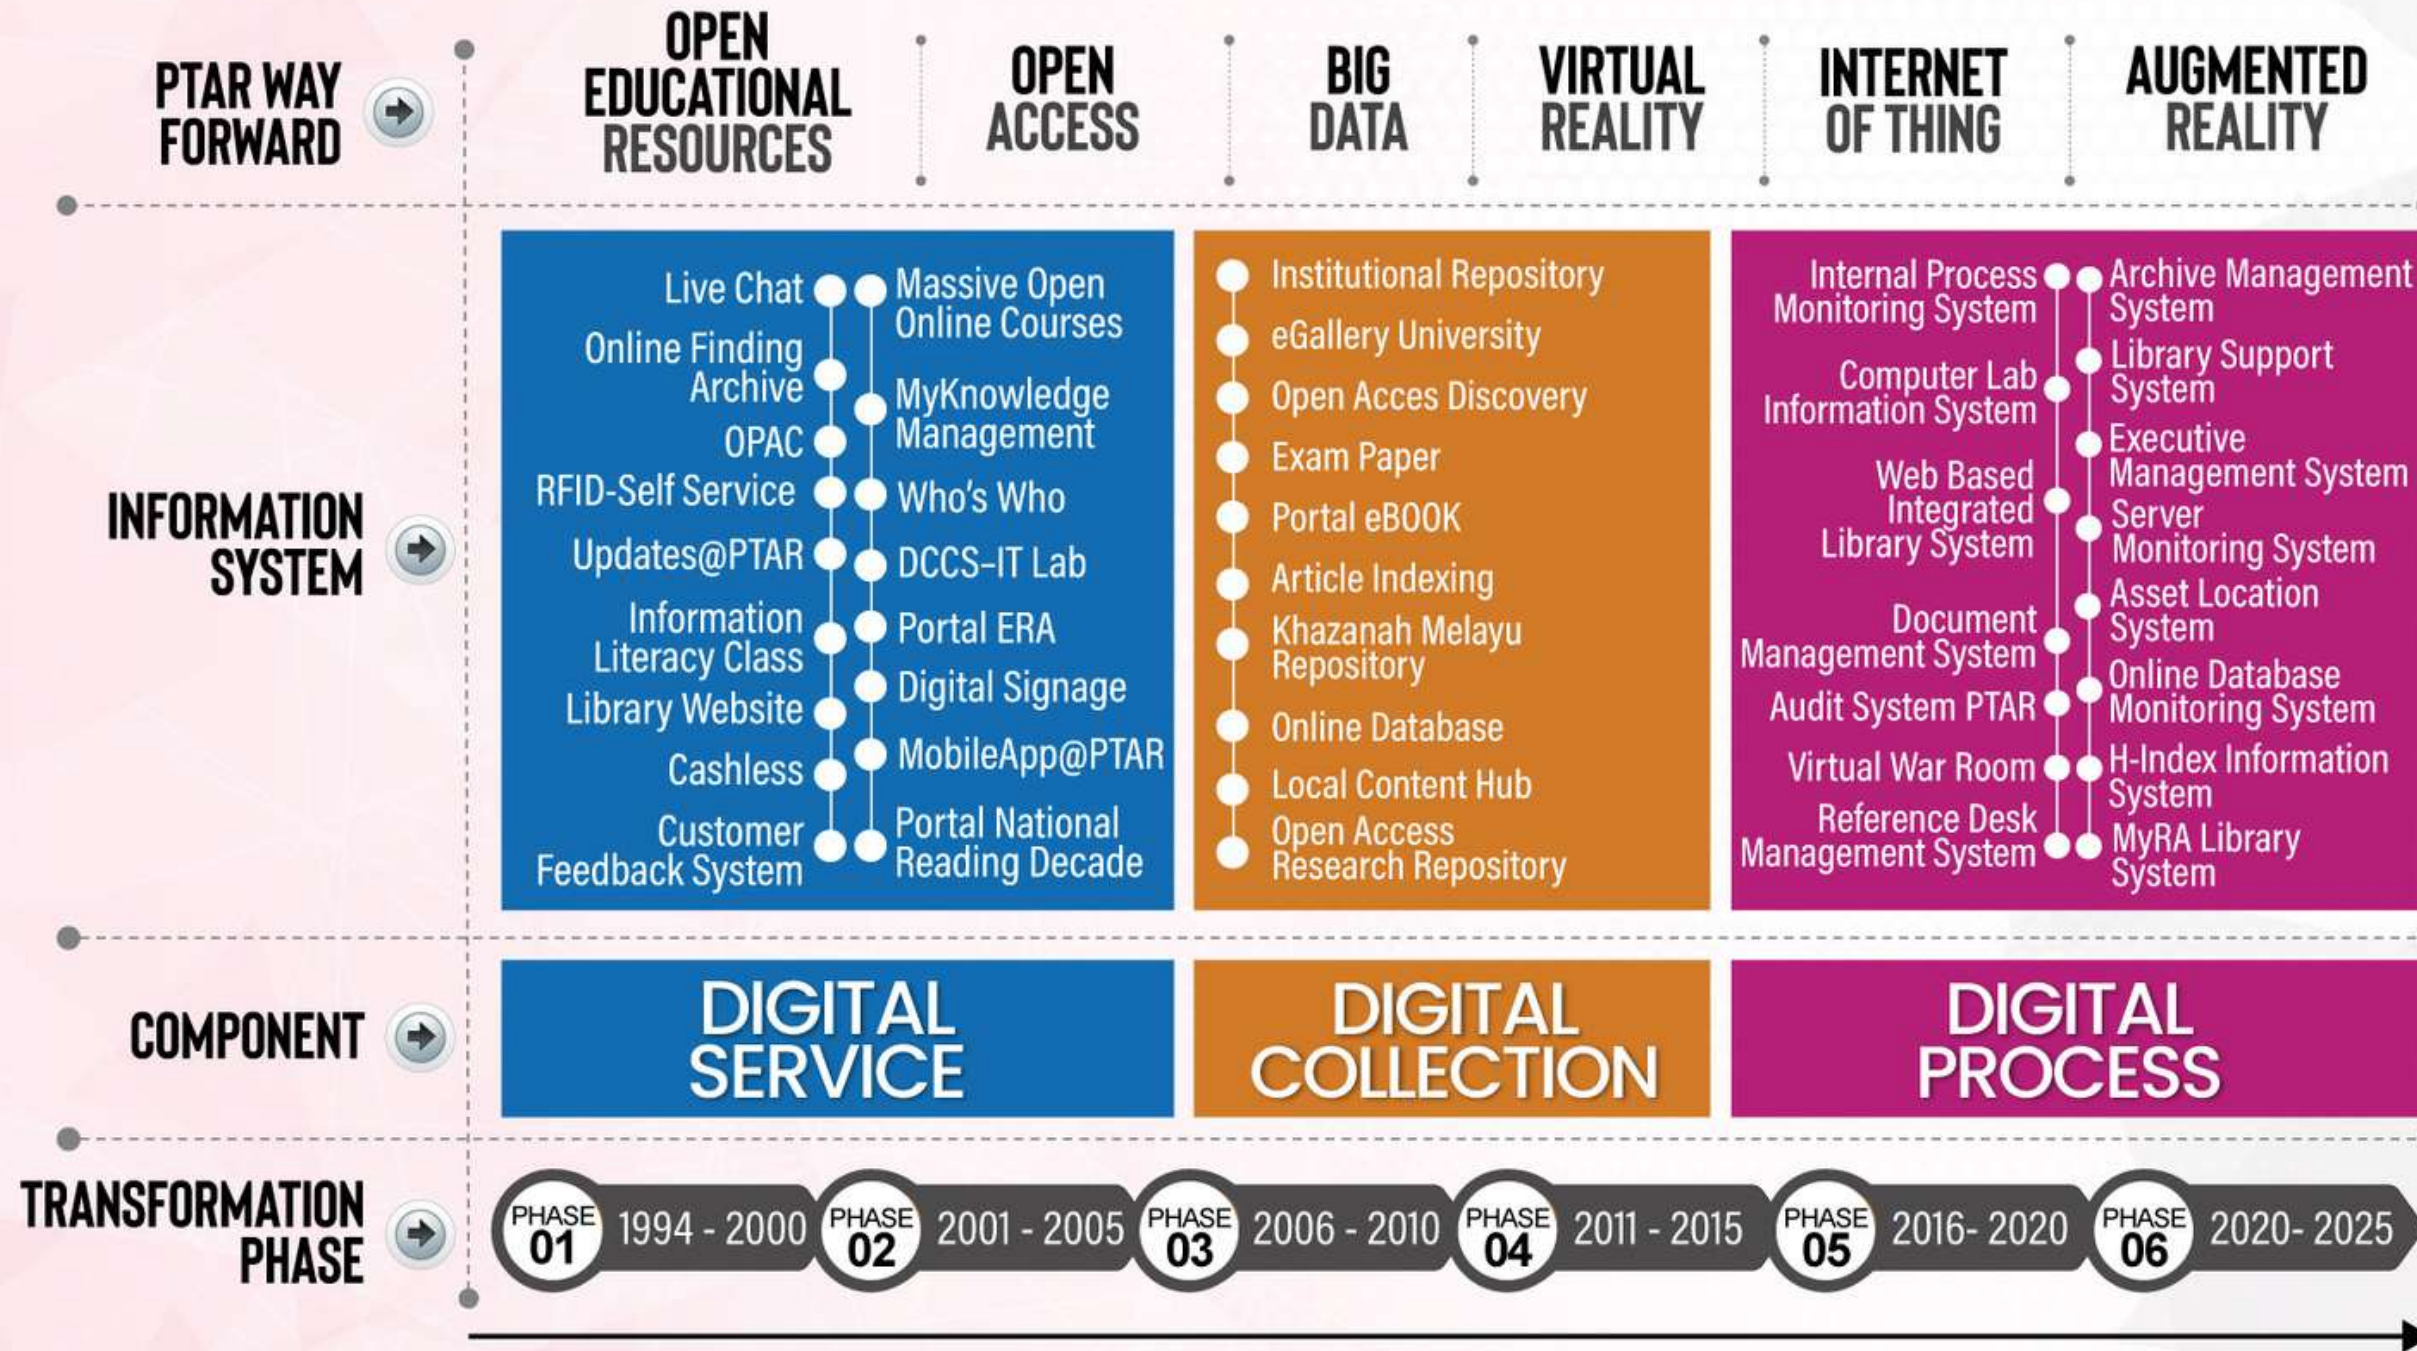 PTAR WAY
FORWARD
OPEN
EDUCATIONAL
RESOURCES
OPEN
ACCESS
BIG
DATA
VIRTUAL
REALITY
INTERNET
OF THING
AUGMENTED
REALITY
INFORMATION
SYSTEM
Live Chat
Online Finding
Archive
OPAC
RFID-Self Service
Updates@PTAR
Information
Literacy Class
Library Website
Cashless
Customer
Feedback System
Massive Open
Online Courses
MyKnowledge
Management
Who's Who
DCCS-IT Lab
Portal ERA
Digital Signage
MobileApp@PTAR
Portal National
Reading Decade
Institutional Repository
eGallery University
Open Acces Discovery
Exam Paper
Portal eBOOK
Article Indexing
Khazanah Melayu
Repository
Online Database
Local Content Hub
Open Access
Research Repository
Internal Process
Monitoring System
Computer Lab
Information System
Web Based
Integrated
Library System
Document
Management System
Audit System PTAR
Virtual War Room
Reference Desk
Management System
Archive Management
System
Library Support
System
Executive
Management System
Server
Monitoring System
Asset Location
System
Online Database
Monitoring System
H-Index Information
System
MyRA Library
System
COMPONENT
DIGITAL
SERVICE
DIGITAL
COLLECTION
DIGITAL
PROCESS
TRANSFORMATION
PHASE
PHASE
01
1994 - 2000
PHASE
02
2001 - 2005
PHASE
03
2006 - 2010
PHASE
04
2011 - 2015
PHASE
05
2016- 2020
PHASE
06
2020- 2025